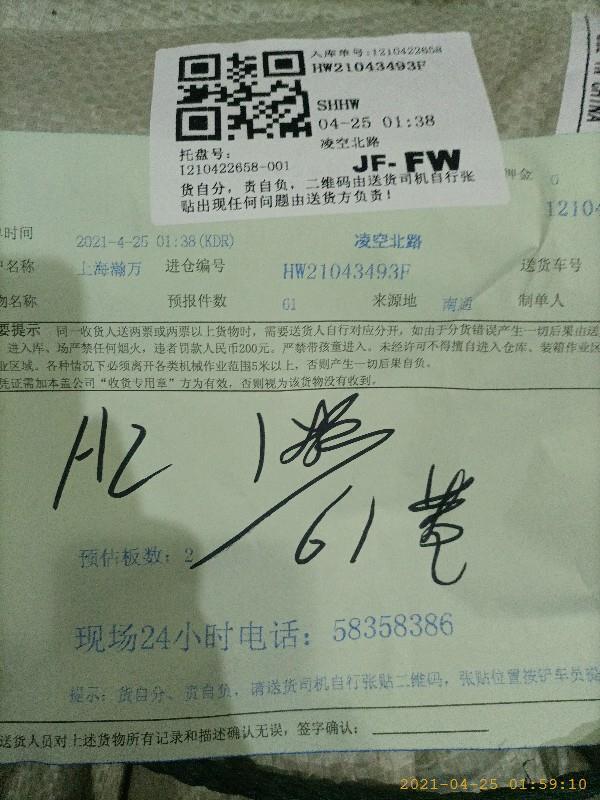 入库单号:1210422658
HW21043493F
SHHW
04-25 01:38
凌空北路
托盘号:
1210422658-001
JF-FW
货自分，责自负，二维码由送货司机自行张
贴出现任何问题由送货方负责！
CHINA
押金 0
1210
时间 2021-4-25 01:38(KDR) 凌空北路
户名称 上海瀚万 进仓编号 HW21043493F 送货车号
物名称 预报件数 61 来源地 南通 制单人
要提示 同一收货人送两票或两票以上货物时，需要送货人自行对应分开，如由于分货错误产生一切后果由送
进入库、场严禁任何烟火，违者罚款人民币200元。严禁带孩童进入。未经许可不得擅自进入仓库、装箱作业区
业区域。各种情况下必须离开各类机械作业范围5米以上，否则产生一切后果自负。
凭证需加本盖公司“收货专用章”方为有效，否则视为该货物没有收到。
HZ 1
61
预估板数: 2
现场24小时电话: 58358386
提示: 货自分、责自负，请送货司机自行张贴二维码，张贴位置按铲车员
送货人员对上述货物所有记录和描述确认无误，签字确认:
2021-04-25 01:59:10